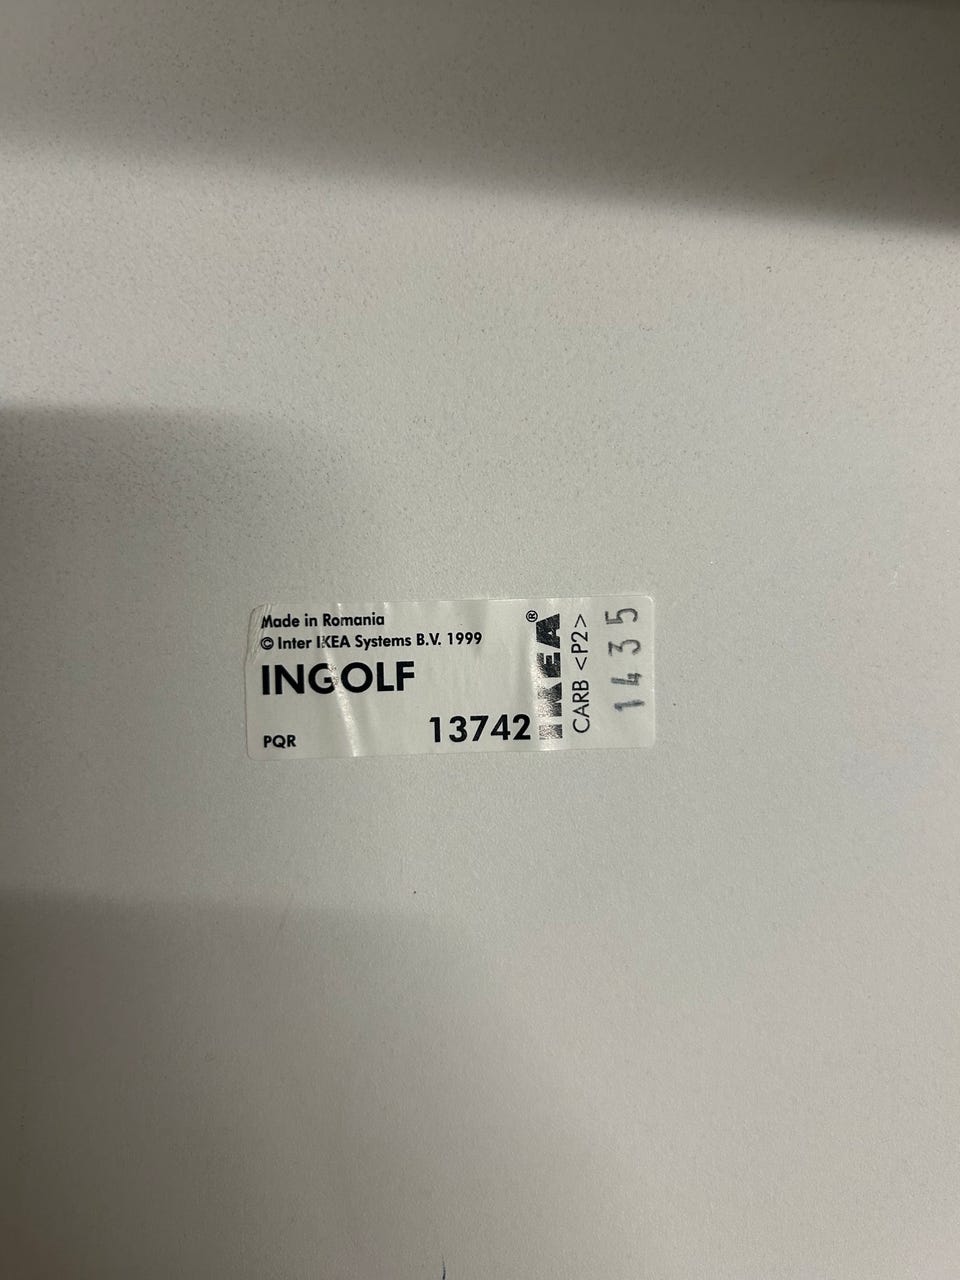 Made in Romania
© Inter IKEA Systems B.V. 1999
INGOLF
PQR
13742
IKEA®
CARB <P2>
1435